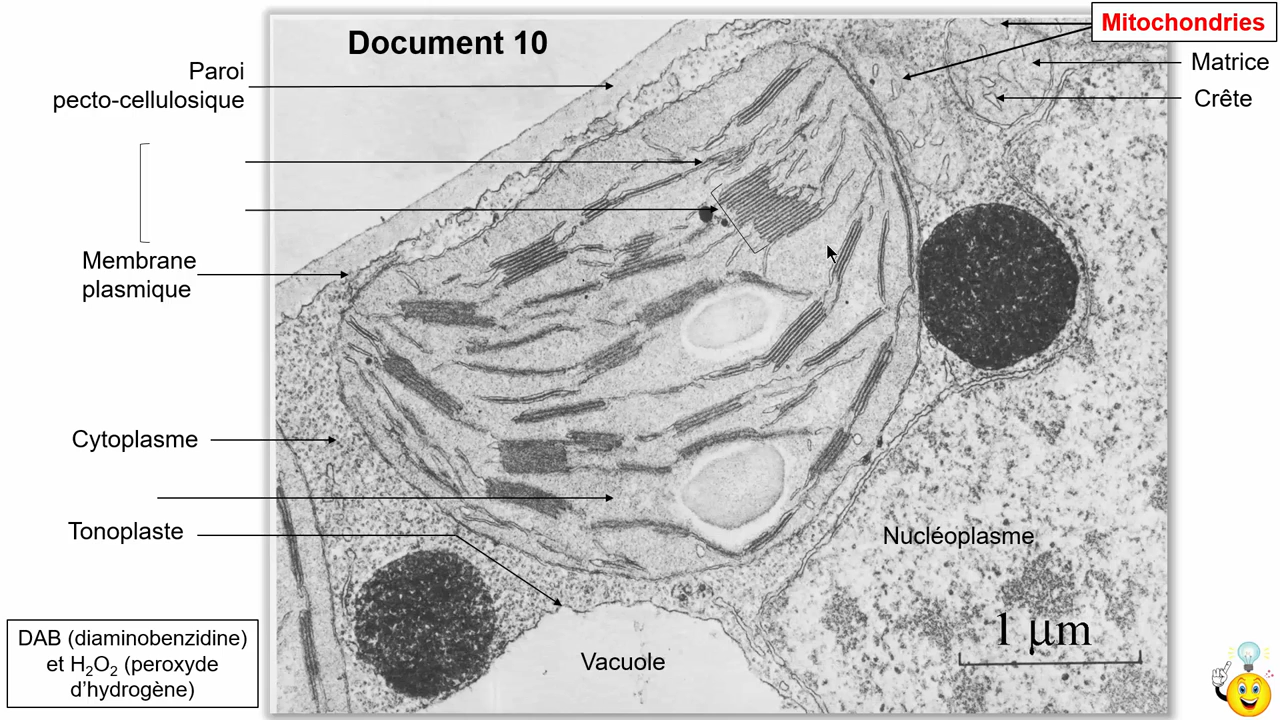 Document 10
Mitochondries
Matrice
Crête
Paroi
pecto-cellulosique
Membrane
plasmique
Cytoplasme
Tonoplaste
Nucléoplasme
1 µm
Vacuole
DAB (diaminobenzidine)
et H₂O₂ (peroxyde
d'hydrogène)